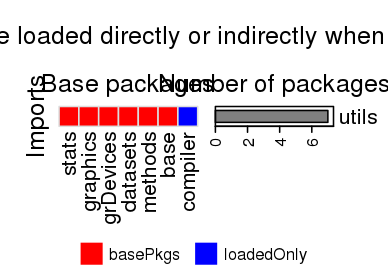 e loaded directly or indirectly when
Base packages
Number of packages
Imports
utils
stats
graphics
grDevices
datasets
methods
base
compiler
0 2 4 6
basePkgs loadedOnly